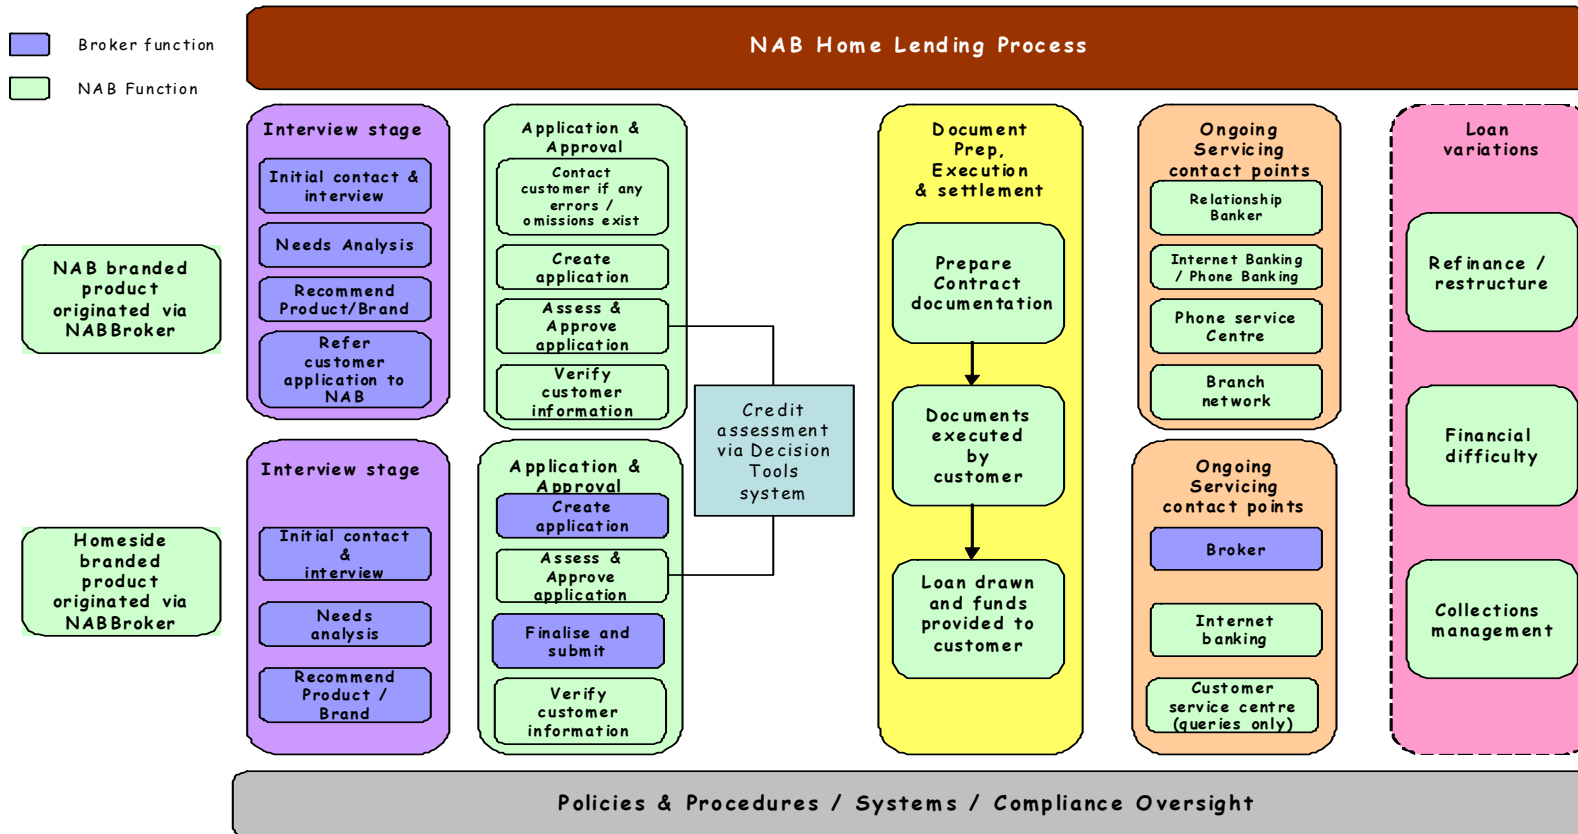 NAB Home Lending Process
Broker function
NAB Function
Interview stage
Initial contact &
interview
Needs Analysis
Recommend
Product/Brand
Refer
customer
application to
NAB
Application &
Approval
Contact
customer if any
errors /
omissions exist
Create
application
Assess &
Approve
application
Verify
customer
information
Document
Prep,
Execution
& settlement
Prepare
Contract
documentation
Documents
executed
by
customer
Loan drawn
and funds
provided to
customer
Ongoing
Servicing
contact points
Relationship
Banker
Internet Banking
/ Phone Banking
Phone service
Centre
Branch
network
Loan
variations
Refinance /
restructure
Financial
difficulty
Collections
management
NAB branded
product
originated via
NABBroker
Credit
assessment
via Decision
Tools
system
Homeside
branded
product
originated via
NABBroker
Interview stage
Initial contact
&
interview
Needs
analysis
Recommend
Product /
Brand
Application &
Approval
Create
application
Assess &
Approve
application
Finalise and
submit
Verify
customer
information
Ongoing
Servicing
contact points
Broker
Internet
banking
Customer
service centre
(queries only)
Policies & Procedures / Systems / Compliance Oversight